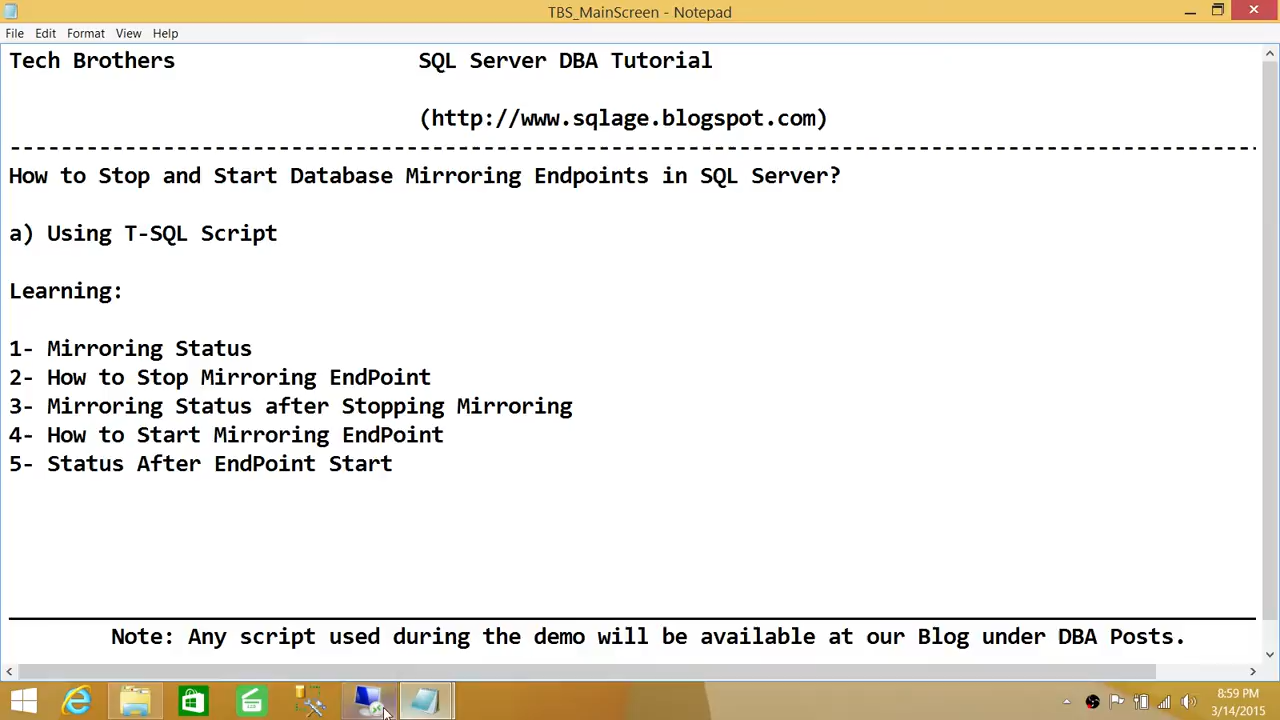 TBS_MainScreen - Notepad
File Edit Format View Help
Tech Brothers SQL Server DBA Tutorial
(http://www.sqlage.blogspot.com)
--------------------------------------------------------------------------------------------------
How to Stop and Start Database Mirroring Endpoints in SQL Server?
a) Using T-SQL Script
Learning:
1- Mirroring Status
2- How to Stop Mirroring EndPoint
3- Mirroring Status after Stopping Mirroring
4- How to Start Mirroring EndPoint
5- Status After EndPoint Start
Note: Any script used during the demo will be available at our Blog under DBA Posts.
8:59 PM
3/14/2015